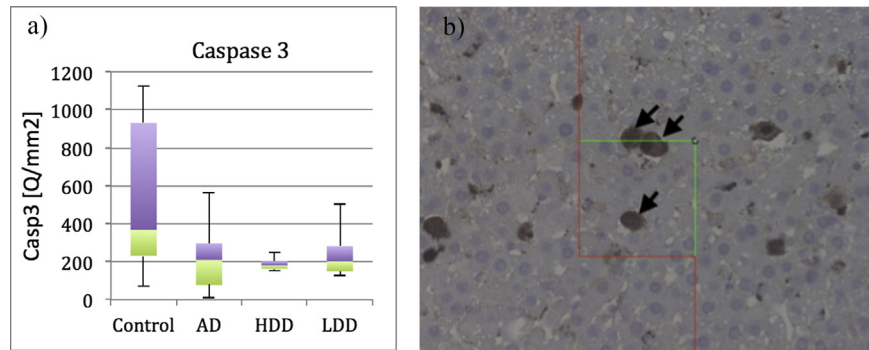 a)
Caspase 3
Casp3 [Q/mm2]
1200
1000
800
600
400
200
0
Control AD HDD LDD
b)